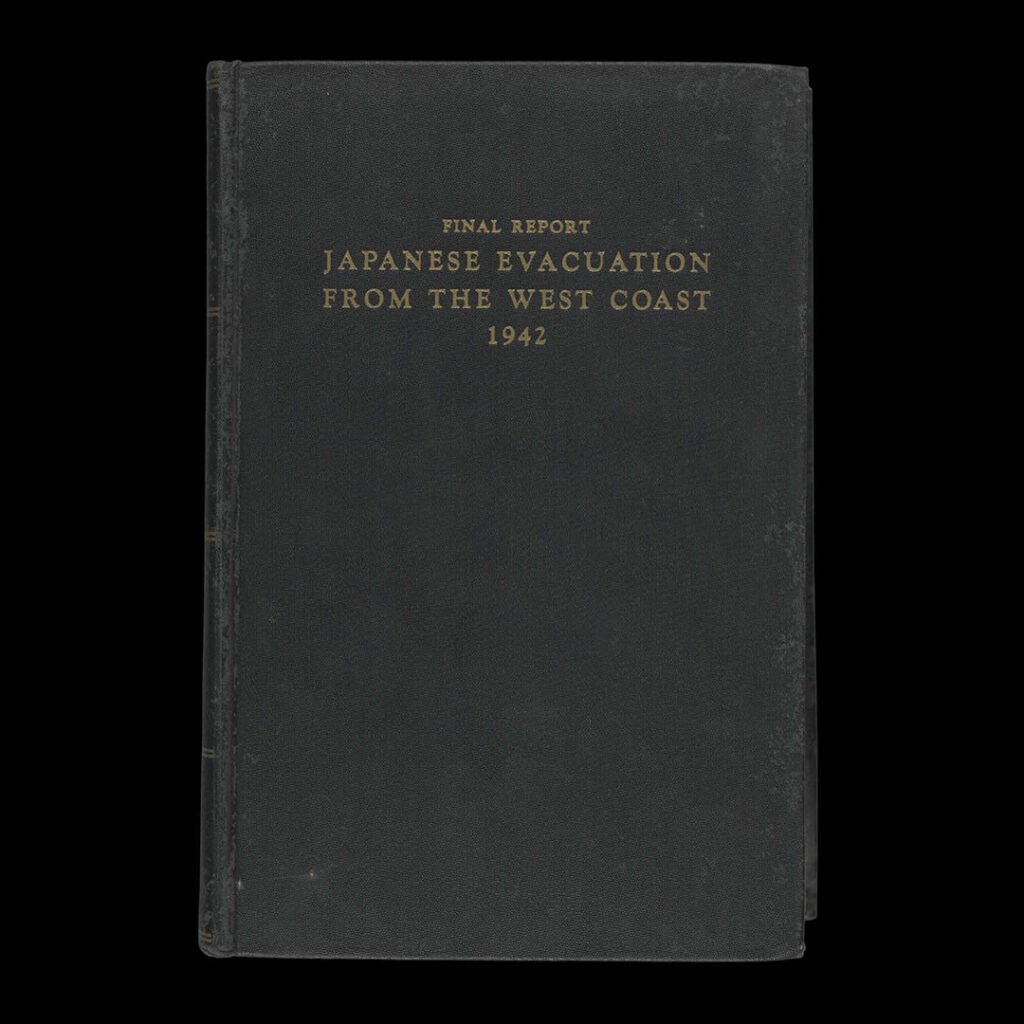 FINAL REPORT
JAPANESE EVACUATION
FROM THE WEST COAST
1942